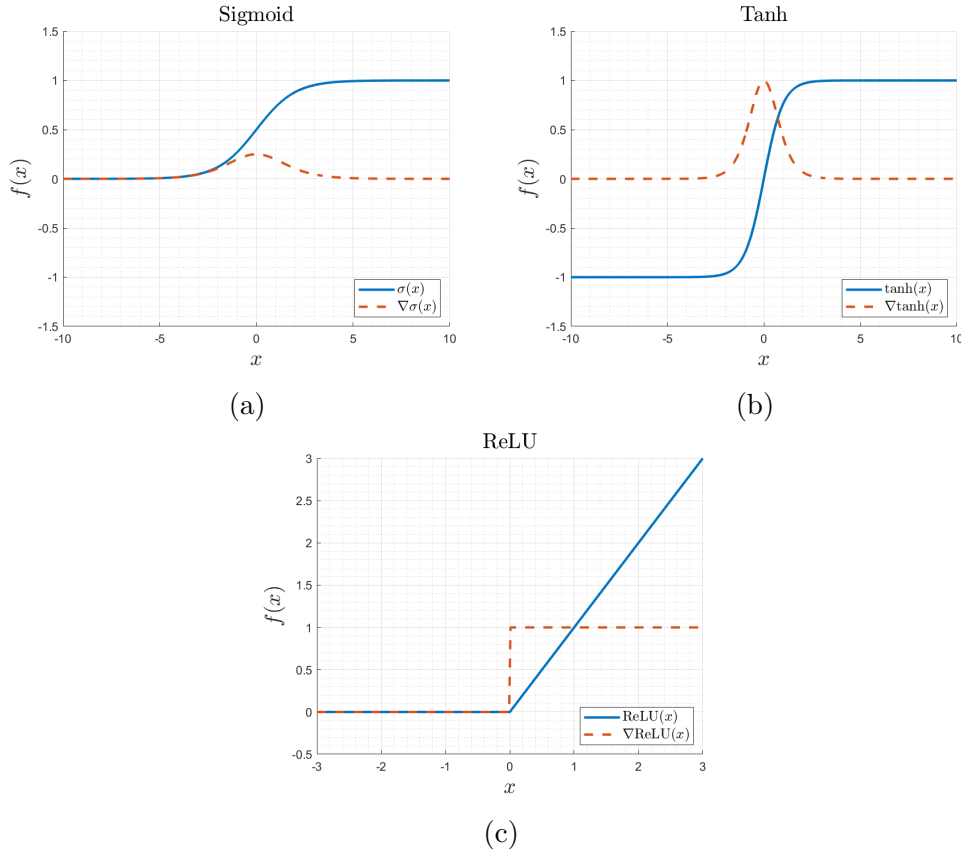 Sigmoid
1.5
1
0.5
0
-0.5
-1
-1.5
f(x)
-10
-5
0
5
10
x
σ(x)
∇σ(x)
(a)
Tanh
1.5
1
0.5
0
-0.5
-1
-1.5
f(x)
-10
-5
0
5
10
x
tanh(x)
∇tanh(x)
(b)
ReLU
3
2.5
2
1.5
1
0.5
0
-0.5
f(x)
-3
-2
-1
0
1
2
3
x
ReLU(x)
∇ReLU(x)
(c)